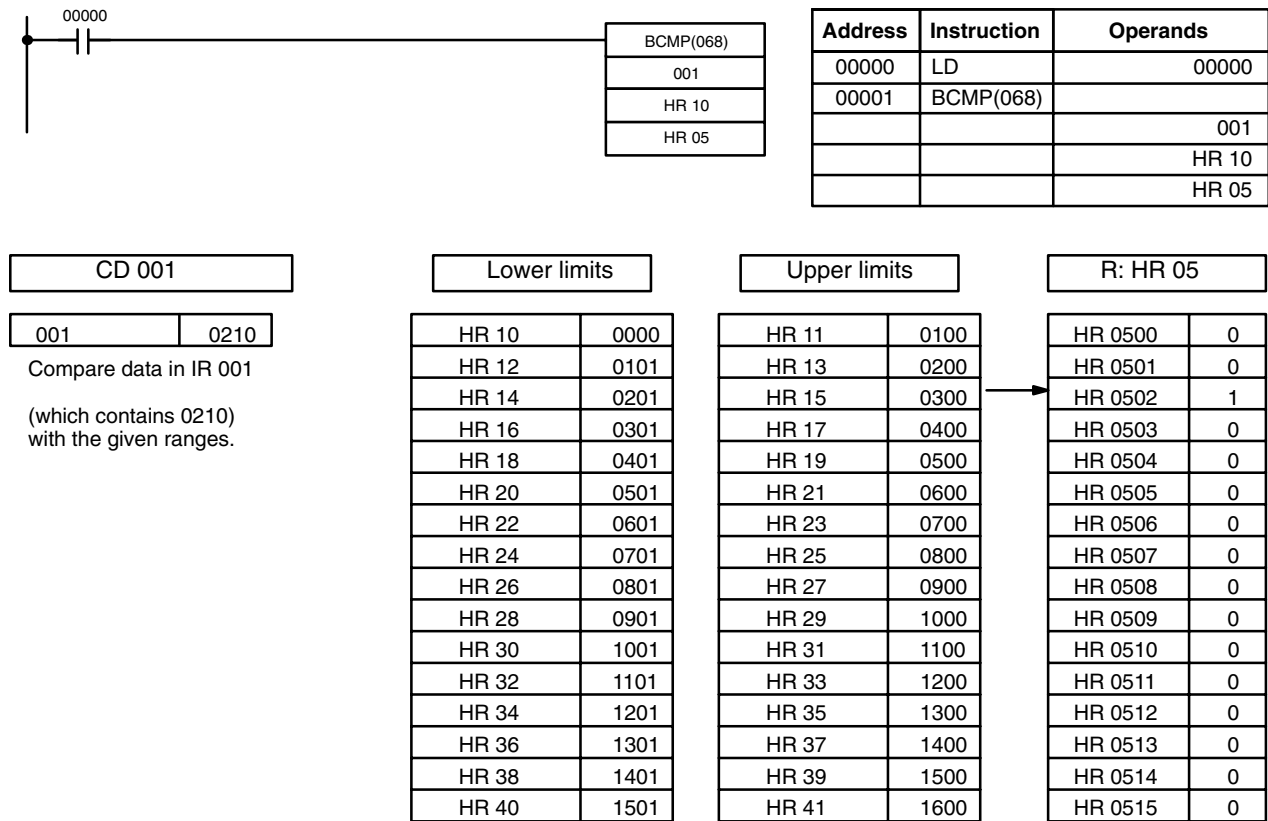 00000
BCMP(068)
001
HR 10
HR 05
Address Instruction Operands
00000 LD 00000
00001 BCMP(068)
001
HR 10
HR 05
CD 001
001 0210
Compare data in IR 001
(which contains 0210)
with the given ranges.
Lower limits Upper limits R: HR 05
HR 10 0000 HR 11 0100 HR 0500 0
HR 12 0101 HR 13 0200 HR 0501 0
HR 14 0201 HR 15 0300 HR 0502 1
HR 16 0301 HR 17 0400 HR 0503 0
HR 18 0401 HR 19 0500 HR 0504 0
HR 20 0501 HR 21 0600 HR 0505 0
HR 22 0601 HR 23 0700 HR 0506 0
HR 24 0701 HR 25 0800 HR 0507 0
HR 26 0801 HR 27 0900 HR 0508 0
HR 28 0901 HR 29 1000 HR 0509 0
HR 30 1001 HR 31 1100 HR 0510 0
HR 32 1101 HR 33 1200 HR 0511 0
HR 34 1201 HR 35 1300 HR 0512 0
HR 36 1301 HR 37 1400 HR 0513 0
HR 38 1401 HR 39 1500 HR 0514 0
HR 40 1501 HR 41 1600 HR 0515 0